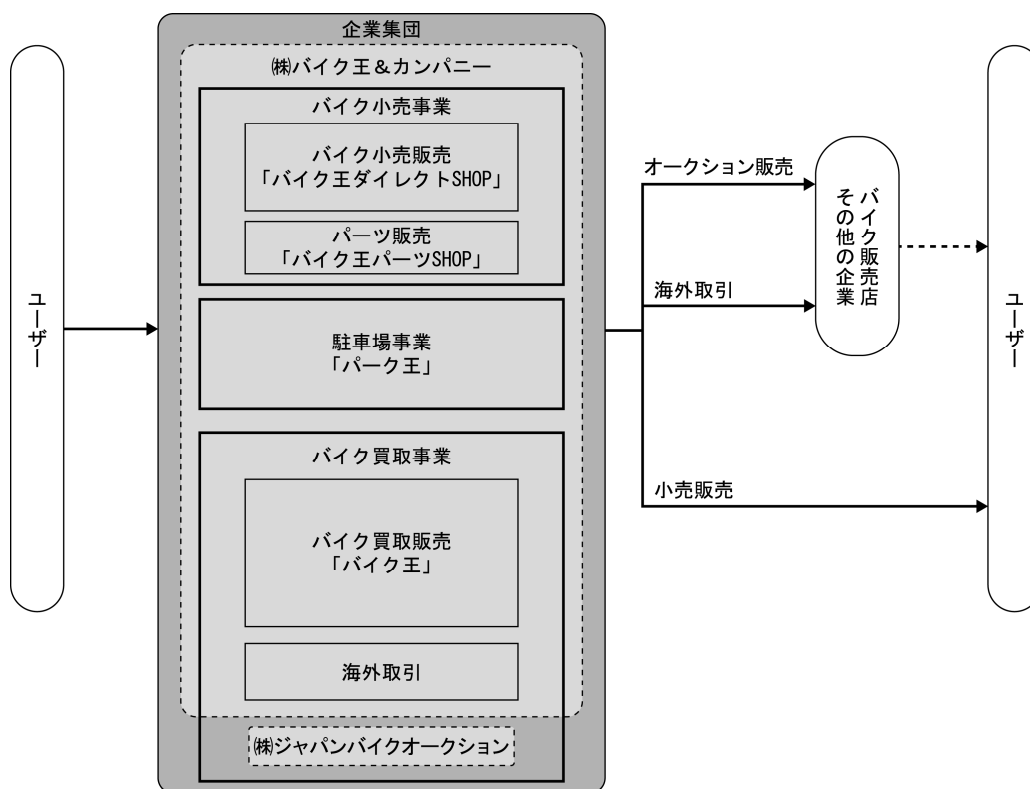 企業集団
㈱バイク王＆カンパニー
バイク小売事業
バイク小売販売
「バイク王ダイレクトSHOP」
パーツ販売
「バイク王パーツSHOP」
駐車場事業
「パーク王」
バイク買取事業
バイク買取販売
「バイク王」
海外取引
㈱ジャパンバイクオークション
ユーザー
オークション販売
海外取引
小売販売
バイク販売店
その他の企業
ユーザー